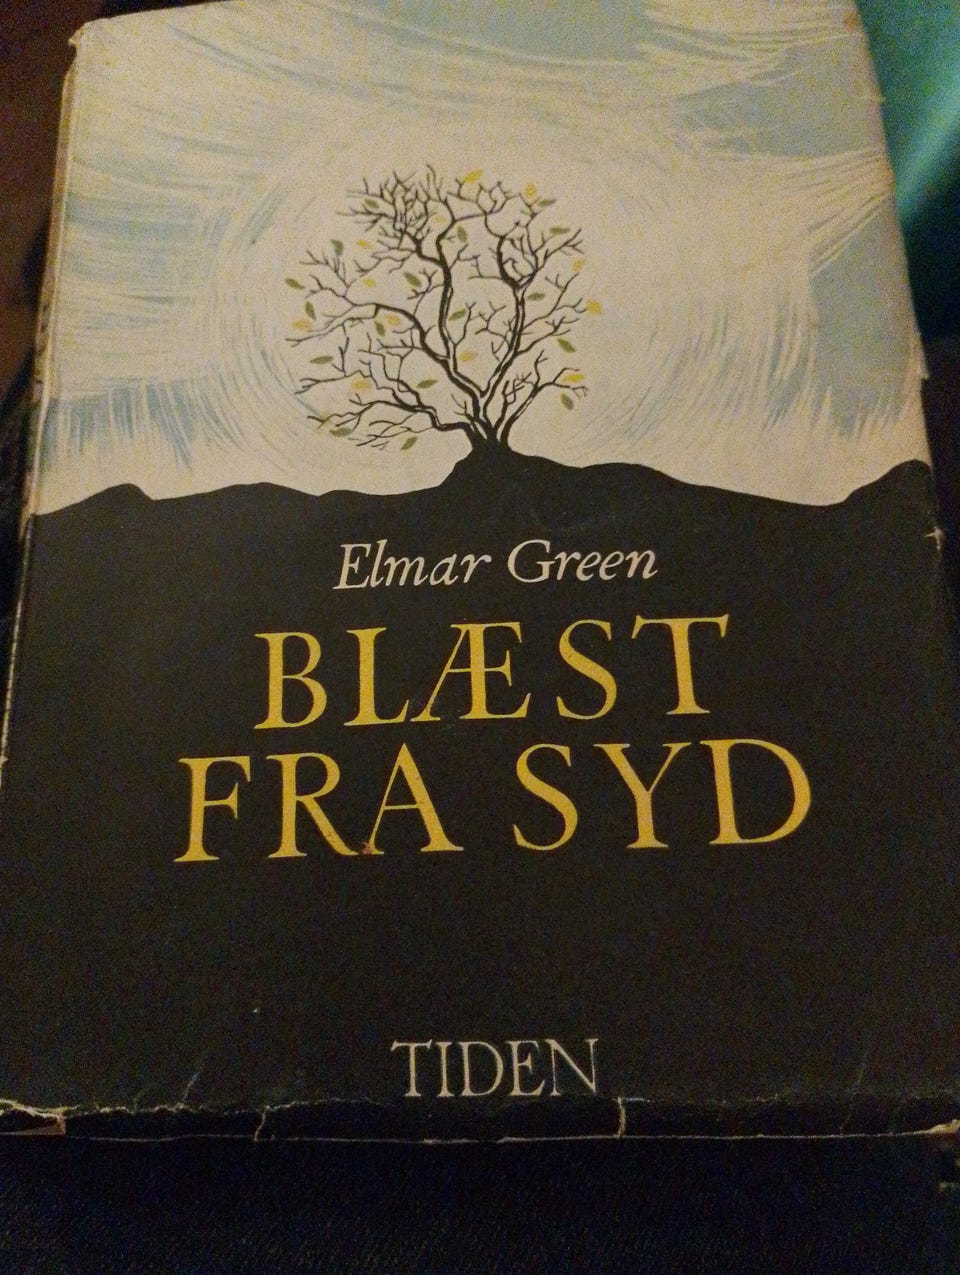 Elmar Green
BLÆST
FRA SYD
TIDEN